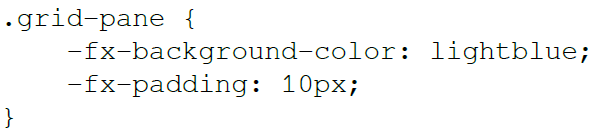 .grid-pane {
    -fx-background-color: lightblue;
    -fx-padding: 10px;
}